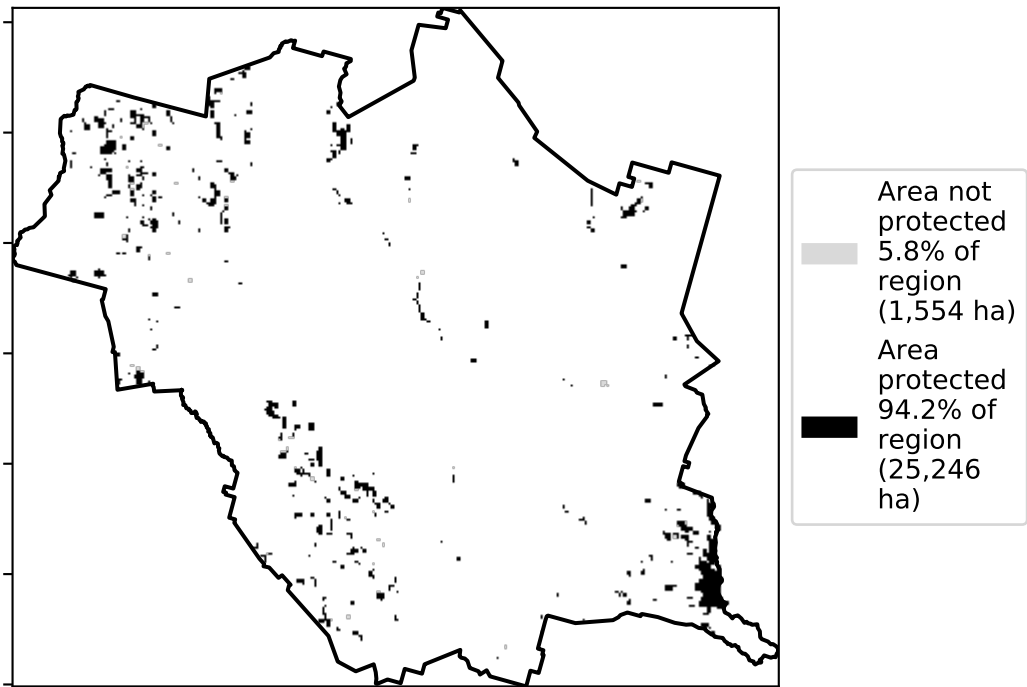 Area not
protected
5.8% of
region
(1,554 ha)
Area
protected
94.2% of
region
(25,246
ha)